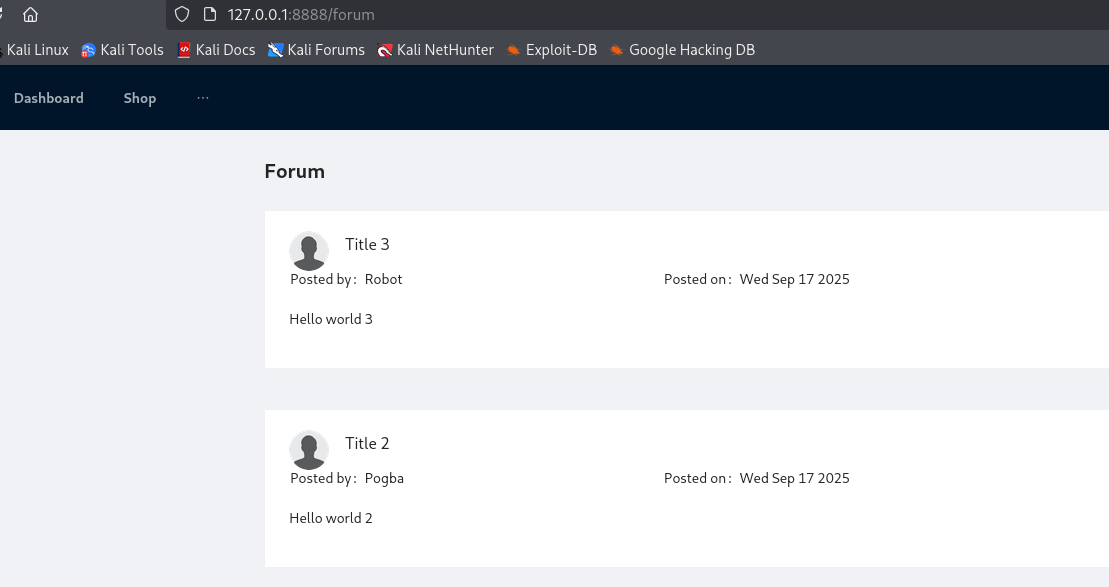 127.0.0.1:8888/forum
Kali Linux Kali Tools Kali Docs Kali Forums Kali NetHunter Exploit-DB Google Hacking DB
Dashboard Shop ···
Forum
Title 3
Posted by: Robot Posted on: Wed Sep 17 2025
Hello world 3
Title 2
Posted by: Pogba Posted on: Wed Sep 17 2025
Hello world 2